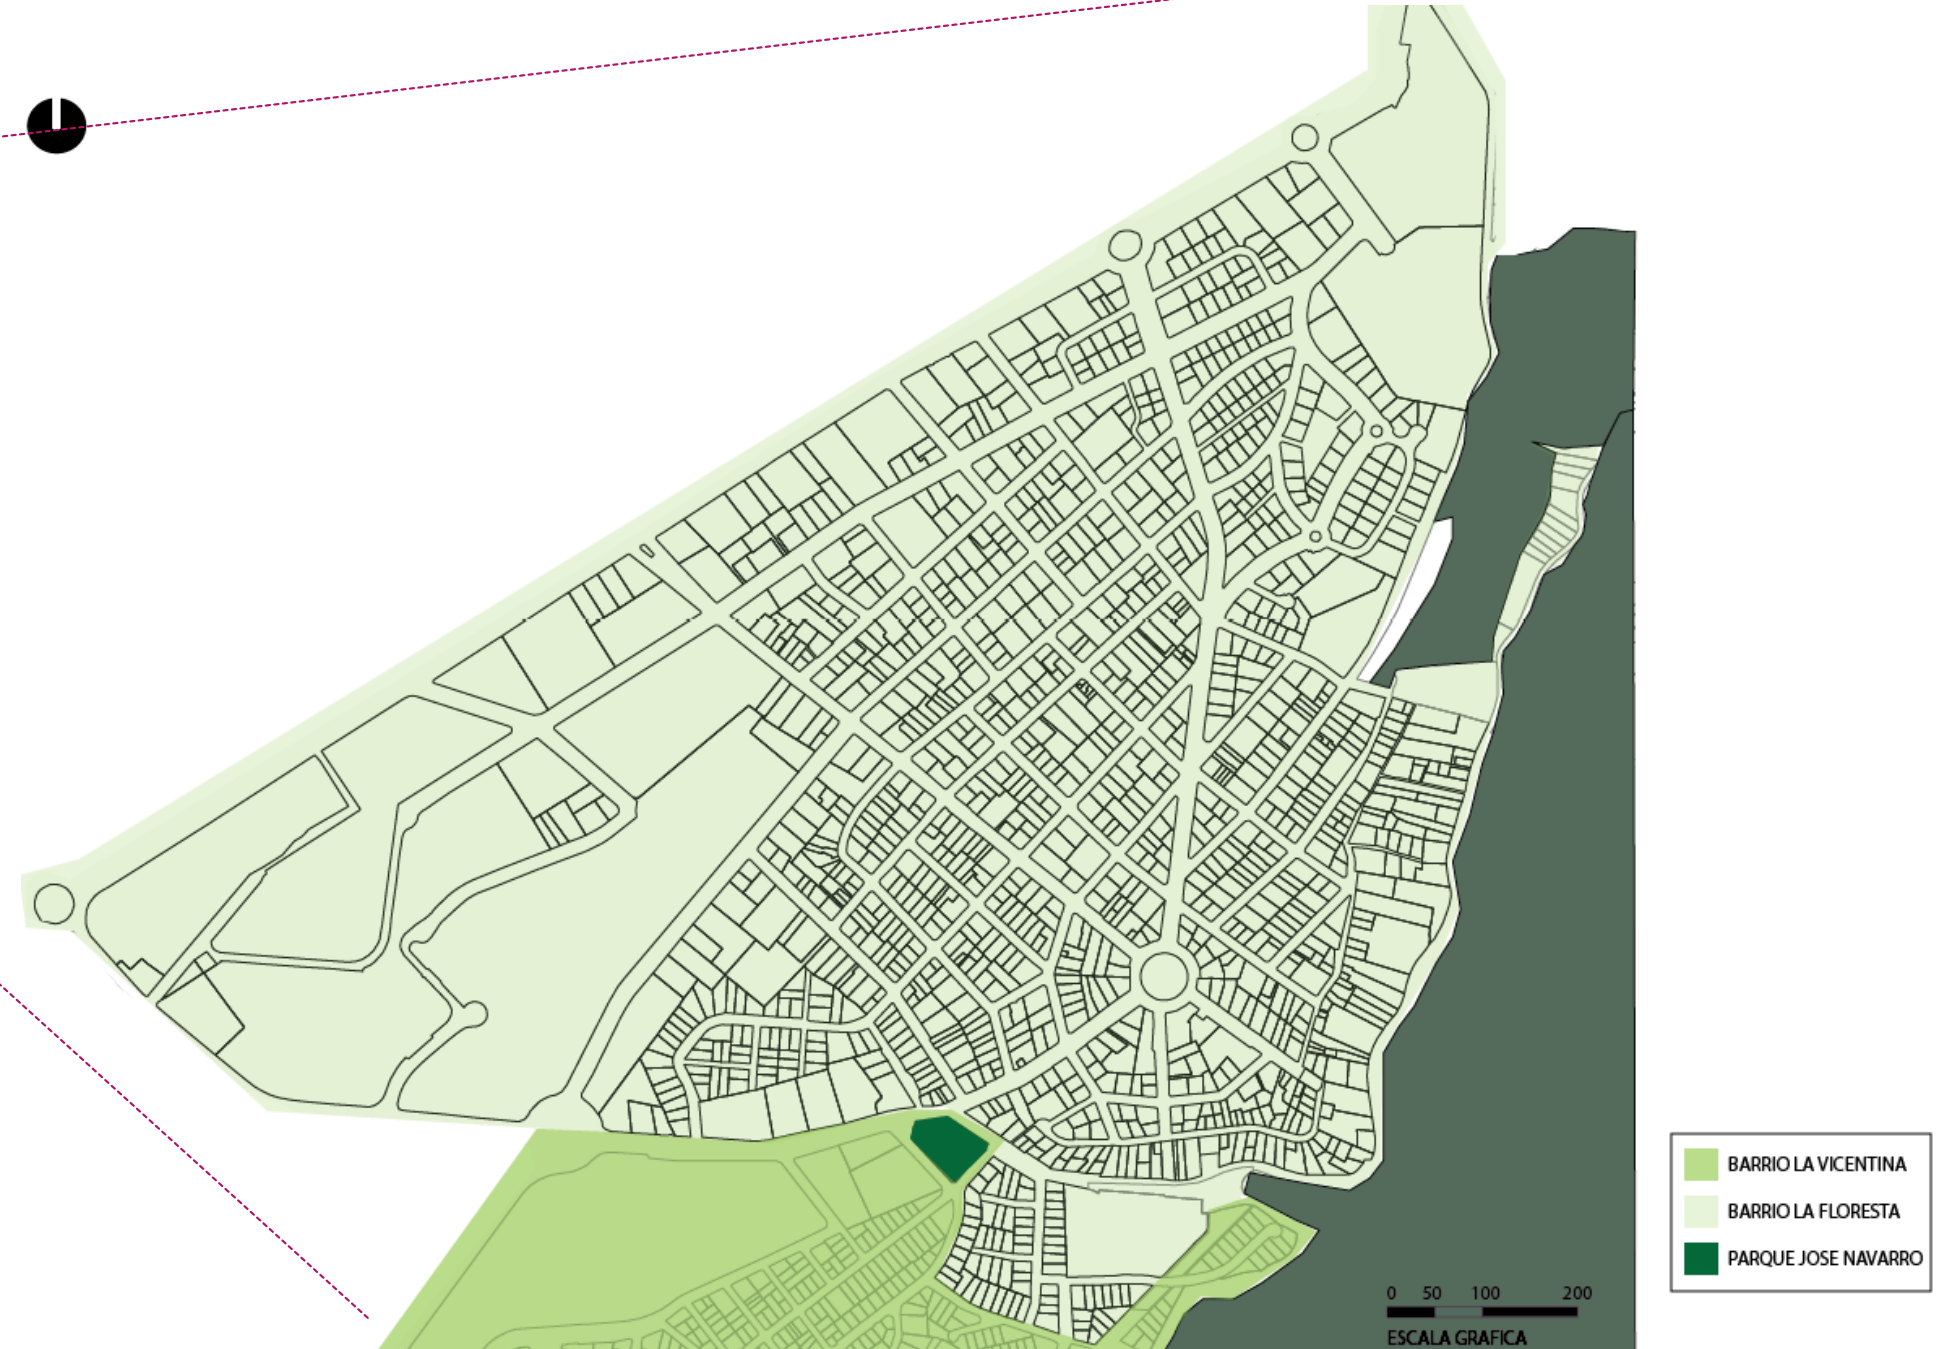 BARRIO LA VICENTINA
BARRIO LA FLORESTA
PARQUE JOSE NAVARRO
0 50 100 200
ESCALA GRAFICA